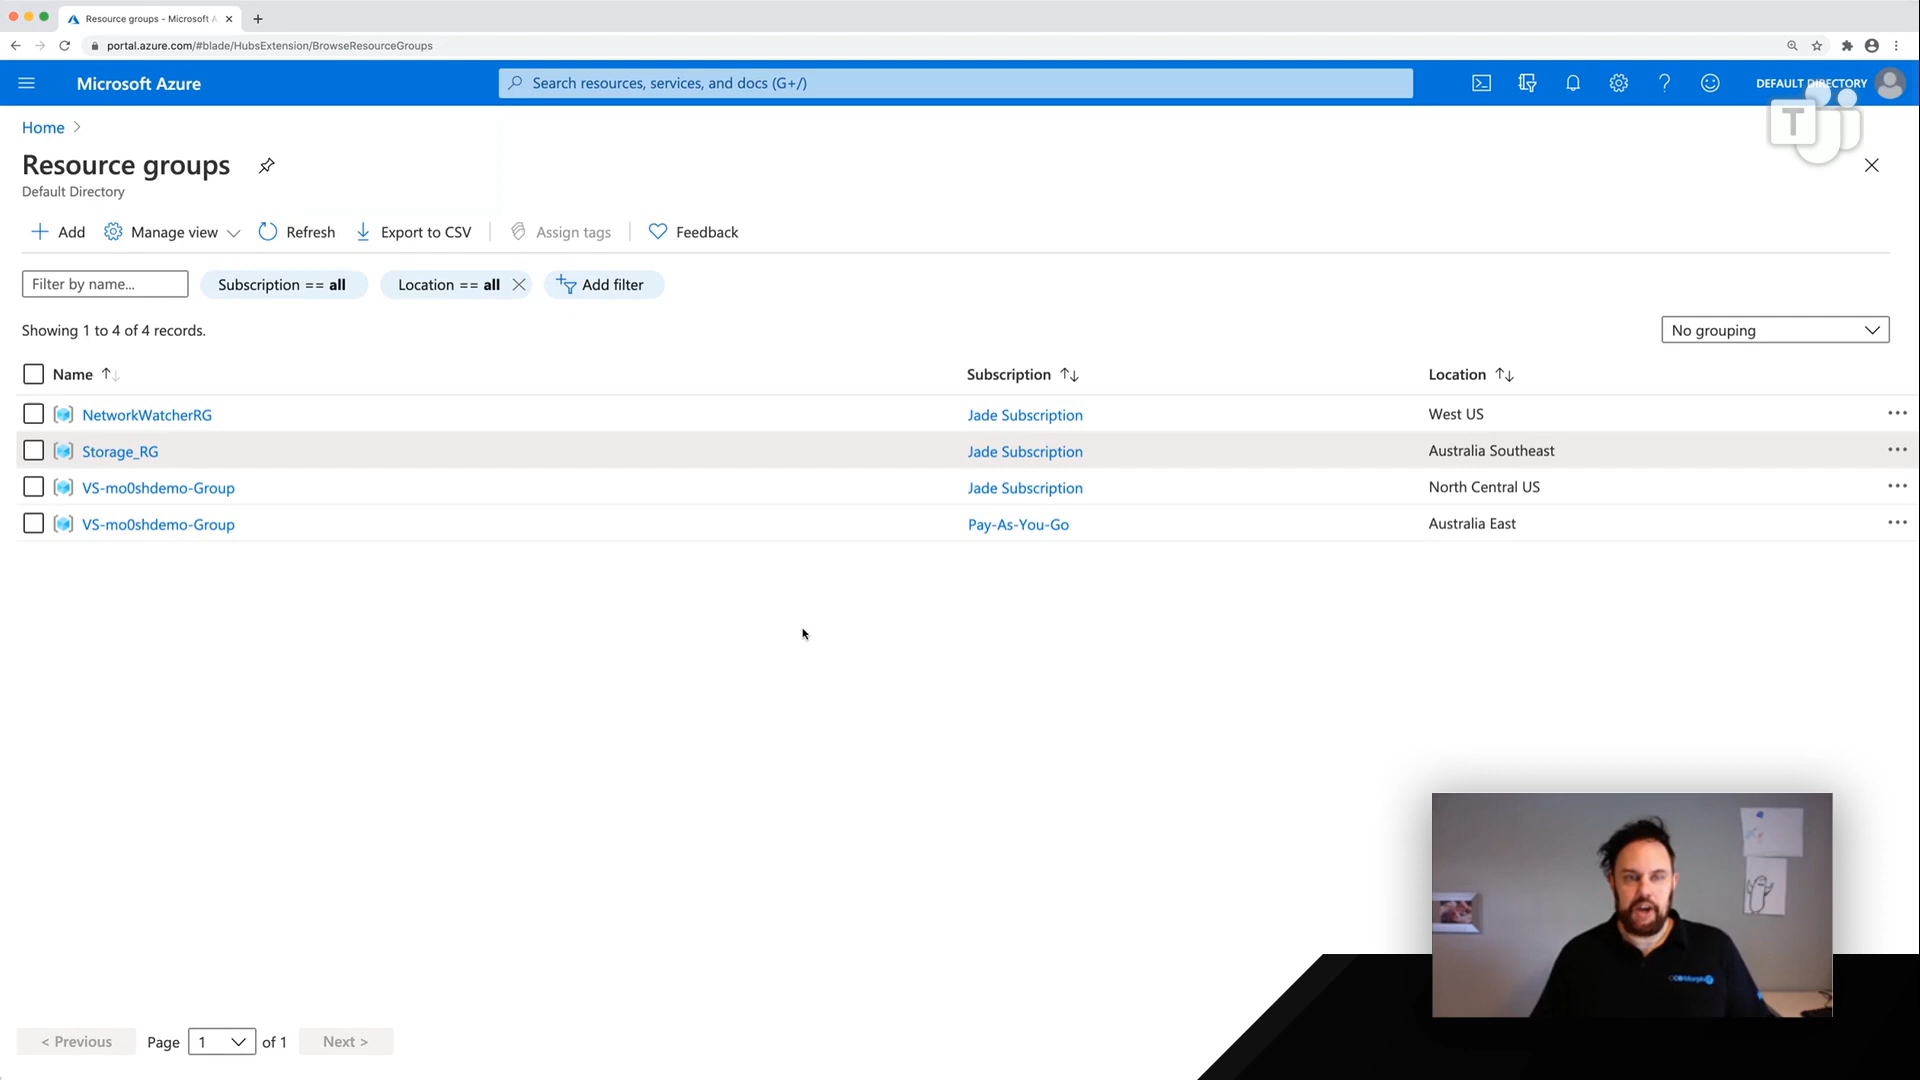 Resource groups - Microsoft A
portal.azure.com/#blade/HubsExtension/BrowseResourceGroups
Microsoft Azure
Search resources, services, and docs (G+/)
DEFAULT DIRECTORY
T
Home
Resource groups
Default Directory
Add
Manage view
Refresh
Export to CSV
Assign tags
Feedback
Filter by name...
Subscription == all
Location == all
Add filter
Showing 1 to 4 of 4 records.
No grouping
Name
Subscription
Location
NetworkWatcherRG
Jade Subscription
West US
Storage_RG
Jade Subscription
Australia Southeast
VS-mo0shdemo-Group
Jade Subscription
North Central US
VS-mo0shdemo-Group
Pay-As-You-Go
Australia East
< Previous
Page
1
of 1
Next >